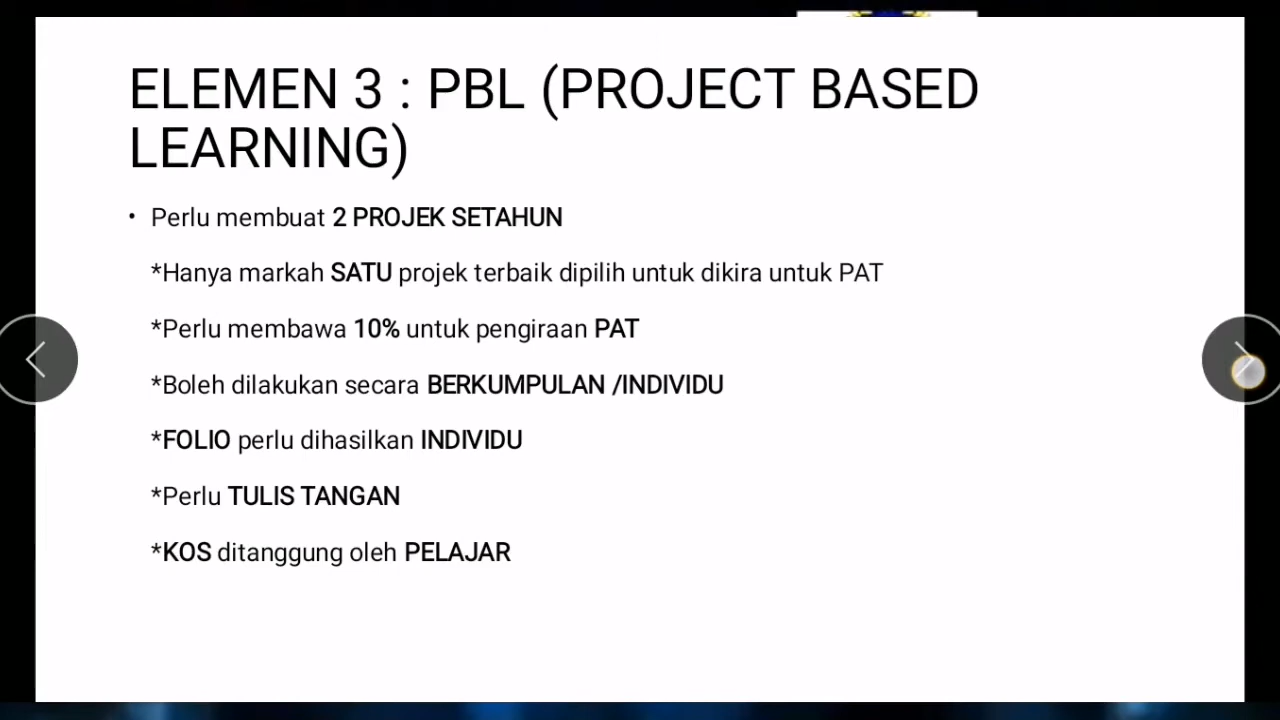 ELEMEN 3 : PBL (PROJECT BASED
LEARNING)
• Perlu membuat 2 PROJEK SETAHUN
*Hanya markah SATU projek terbaik dipilih untuk dikira untuk PAT
*Perlu membawa 10% untuk pengiraan PAT
*Boleh dilakukan secara BERKUMPULAN /INDIVIDU
*FOLIO perlu dihasilkan INDIVIDU
*Perlu TULIS TANGAN
*KOS ditanggung oleh PELAJAR